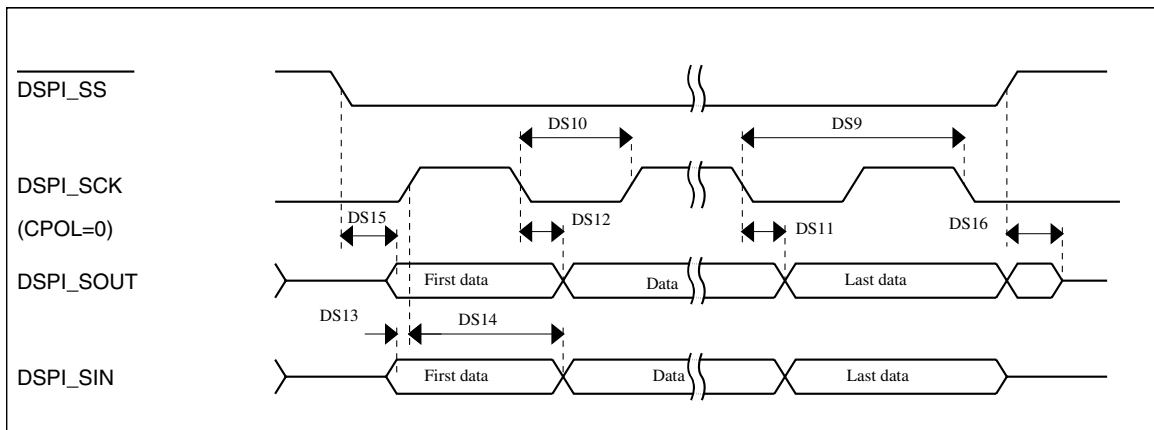 DSPI_SS
DS10
DS9
DSPI_SCK
(CPOL=0)
DS15
DS12
DS11
DS16
DSPI_SOUT
First data
Data
Last data
DS13
DS14
DSPI_SIN
First data
Data
Last data